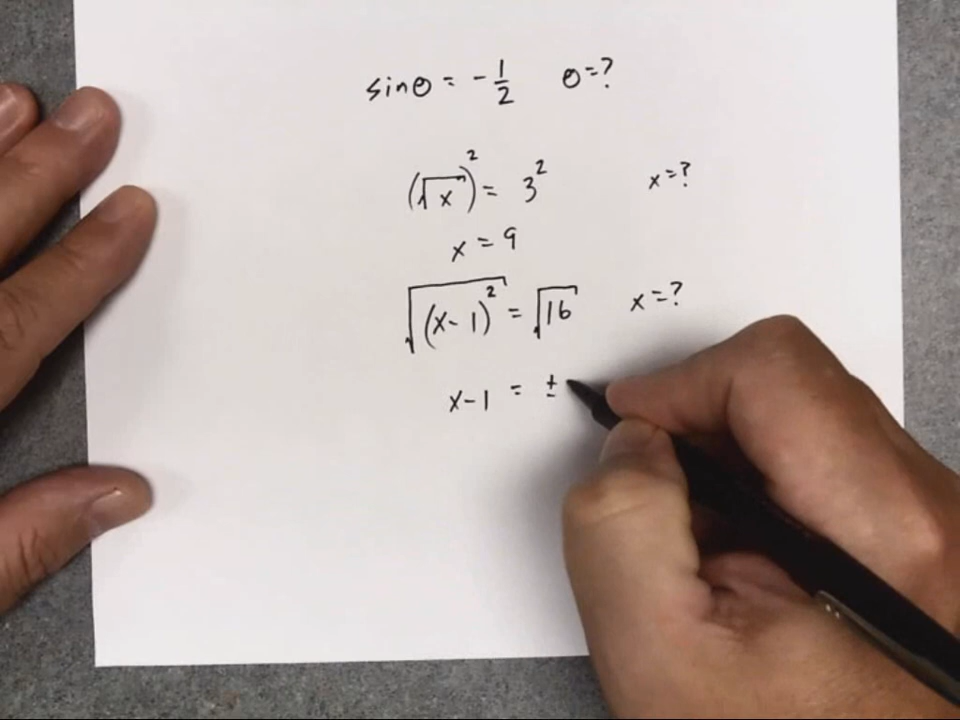 sinθ = -1/2 θ=?
(√x)² = 3² x=?
x = 9
√(x-1)² = √16 x=?
x-1 = ±